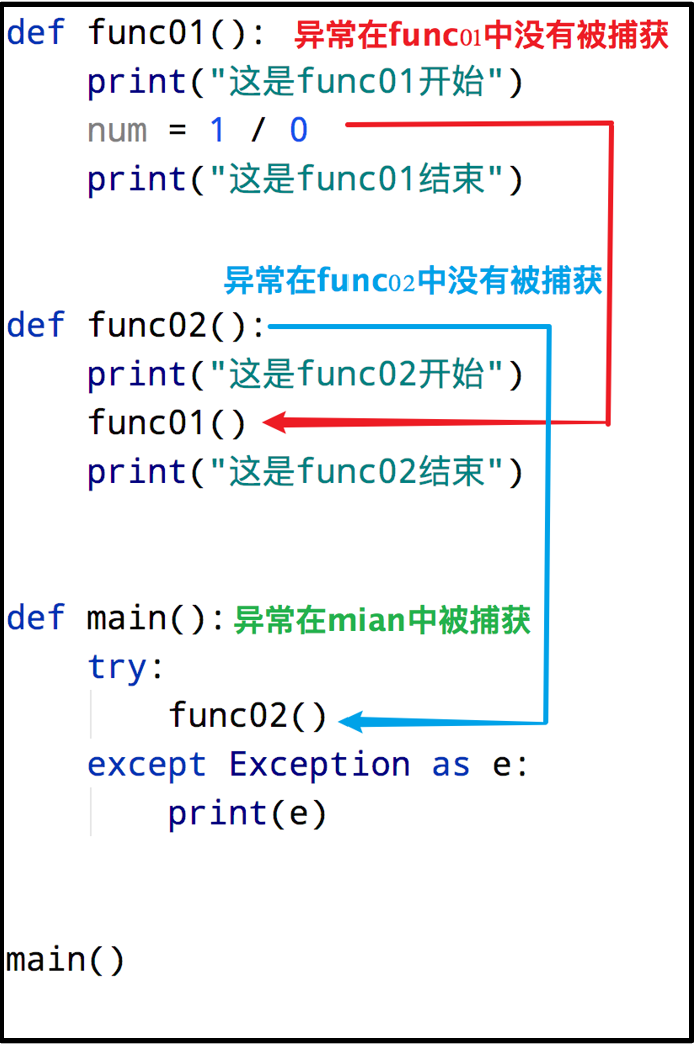 def func01(): 异常在func01中没有被捕获
    print("这是func01开始")
    num = 1 / 0
    print("这是func01结束")
异常在func02中没有被捕获
def func02():
    print("这是func02开始")
    func01()
    print("这是func02结束")
def main(): 异常在mian中被捕获
    try:
        func02()
    except Exception as e:
        print(e)
main()